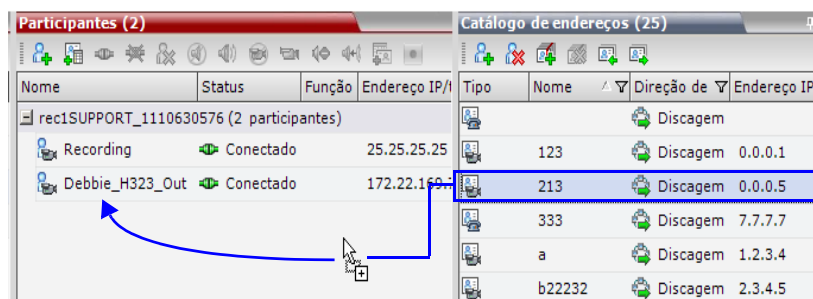 Participantes (2)
Nome Status Função Endereço IP/
rec1SUPPORT_1110630576 (2 participantes)
Recording Conectado 25.25.25.25
Debbie_H323_Out Conectado 172.22.169.
Catálogo de endereços (25)
Tipo Nome Direção de Endereço IP
Discagem
123 Discagem 0.0.0.1
213 Discagem 0.0.0.5
333 Discagem 7.7.7.7
a Discagem 1.2.3.4
b22232 Discagem 2.3.4.5